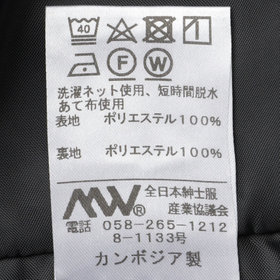 40
F W
洗濯ネット使用、短時間脱水
あて布使用
表地 ポリエステル100%
裏地 ポリエステル100%
MW® 全日本紳士服
産業協議会
電話 058-265-1212
8-1133号
カンボジア製